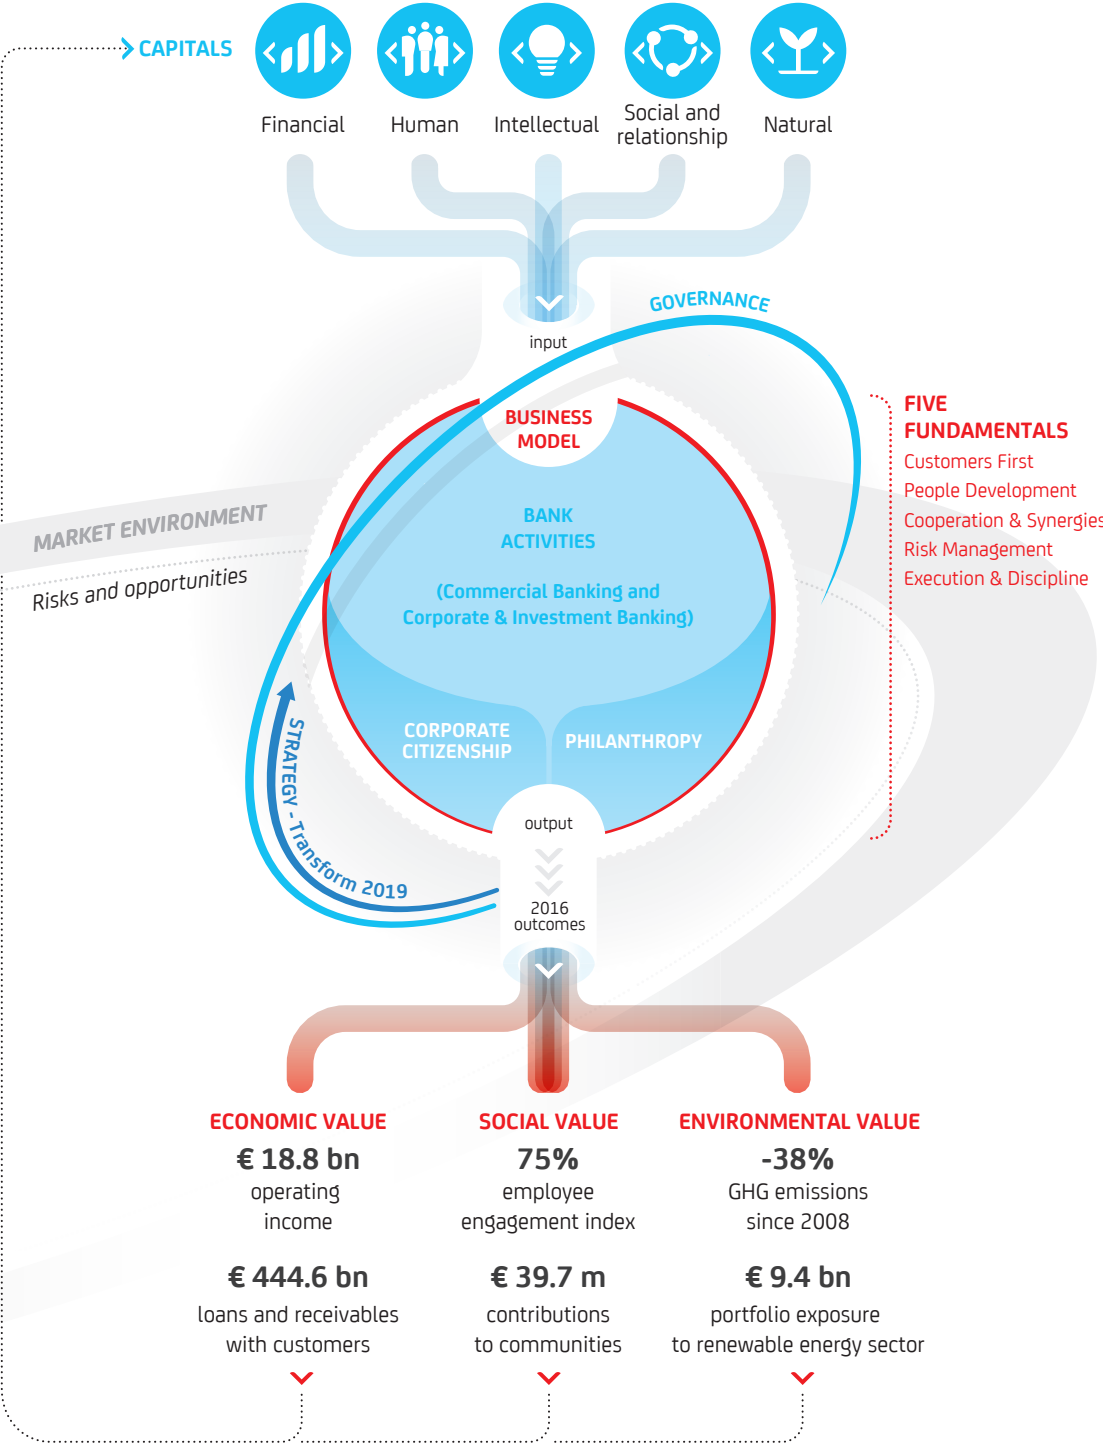 CAPITALS
Financial
Human
Intellectual
Social and
relationship
Natural
input
GOVERNANCE
BUSINESS
MODEL
FIVE
FUNDAMENTALS
Customers First
People Development
Cooperation & Synergies
Risk Management
Execution & Discipline
MARKET ENVIRONMENT
Risks and opportunities
BANK
ACTIVITIES
(Commercial Banking and
Corporate & Investment Banking)
CORPORATE
CITIZENSHIP
PHILANTHROPY
STRATEGY - Transform 2019
output
2016
outcomes
ECONOMIC VALUE
€ 18.8 bn
operating
income
€ 444.6 bn
loans and receivables
with customers
SOCIAL VALUE
75%
employee
engagement index
€ 39.7 m
contributions
to communities
ENVIRONMENTAL VALUE
-38%
GHG emissions
since 2008
€ 9.4 bn
portfolio exposure
to renewable energy sector